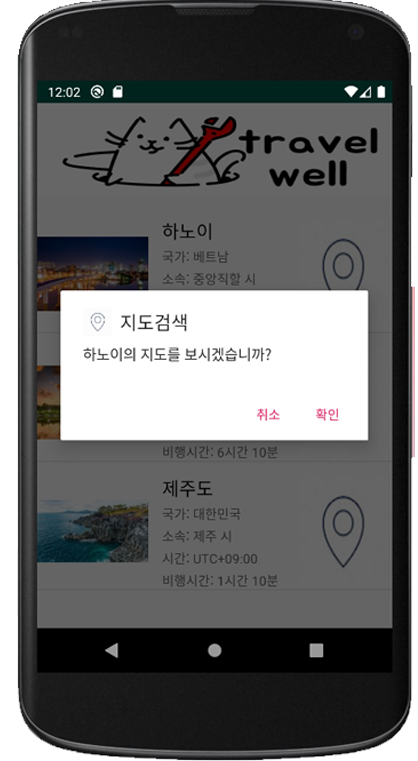 12:02
travel
well
하노이
국가: 베트남
소속: 중앙직할 시
지도검색
하노이의 지도를 보시겠습니까?
취소
확인
비행시간: 6시간 10분
제주도
국가: 대한민국
소속: 제주 시
시간: UTC+09:00
비행시간: 1시간 10분